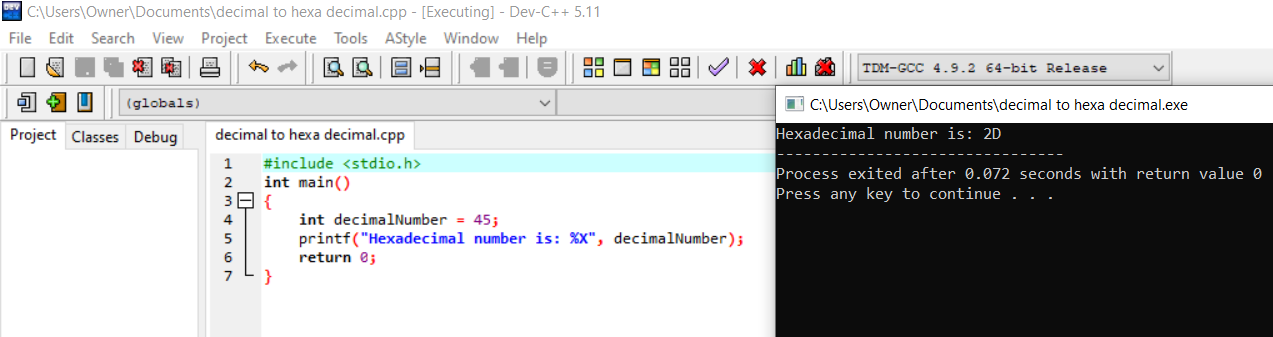 C:\Users\Owner\Documents\decimal to hexa decimal.cpp - [Executing] - Dev-C++ 5.11
File Edit Search View Project Execute Tools AStyle Window Help
TDM-GCC 4.9.2 64-bit Release
(globals)
Project Classes Debug
decimal to hexa decimal.cpp
1 #include <stdio.h>
2 int main()
3 {
4 int decimalNumber = 45;
5 printf("Hexadecimal number is: %X", decimalNumber);
6 return 0;
7 }
C:\Users\Owner\Documents\decimal to hexa decimal.exe
Hexadecimal number is: 2D
--------------------------------
Process exited after 0.072 seconds with return value 0
Press any key to continue . . .